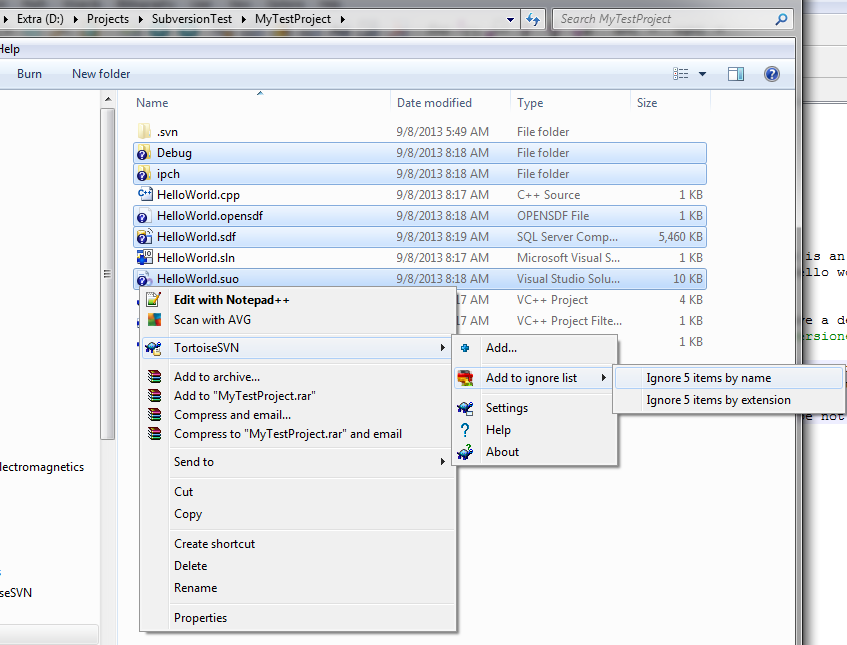 Extra (D:) Projects SubversionTest MyTestProject Search MyTestProject
Help
Burn New folder
Name Date modified Type Size
.svn 9/8/2013 5:49 AM File folder
Debug 9/8/2013 8:18 AM File folder
ipch 9/8/2013 8:18 AM File folder
HelloWorld.cpp 9/8/2013 8:17 AM C++ Source 1 KB
HelloWorld.opensdf 9/8/2013 8:18 AM OPENSDF File 1 KB
HelloWorld.sdf 9/8/2013 8:19 AM SQL Server Comp... 5,460 KB
HelloWorld.sln 9/8/2013 8:17 AM Microsoft Visual S... 1 KB
HelloWorld.suo 9/8/2013 8:18 AM Visual Studio Solu... 10 KB
17 AM VC++ Project 4 KB
17 AM VC++ Project Filte... 1 KB
18 AM 1 KB
Edit with Notepad++
Scan with AVG
TortoiseSVN
Add to archive...
Add to "MyTestProject.rar"
Compress and email...
Compress to "MyTestProject.rar" and email
Send to
Cut
Copy
Create shortcut
Delete
Rename
Properties
Add...
Add to ignore list
Settings
Help
About
Ignore 5 items by name
Ignore 5 items by extension
lectromagnetics
seSVN
is an
llo wo
e a de
rsione
e not